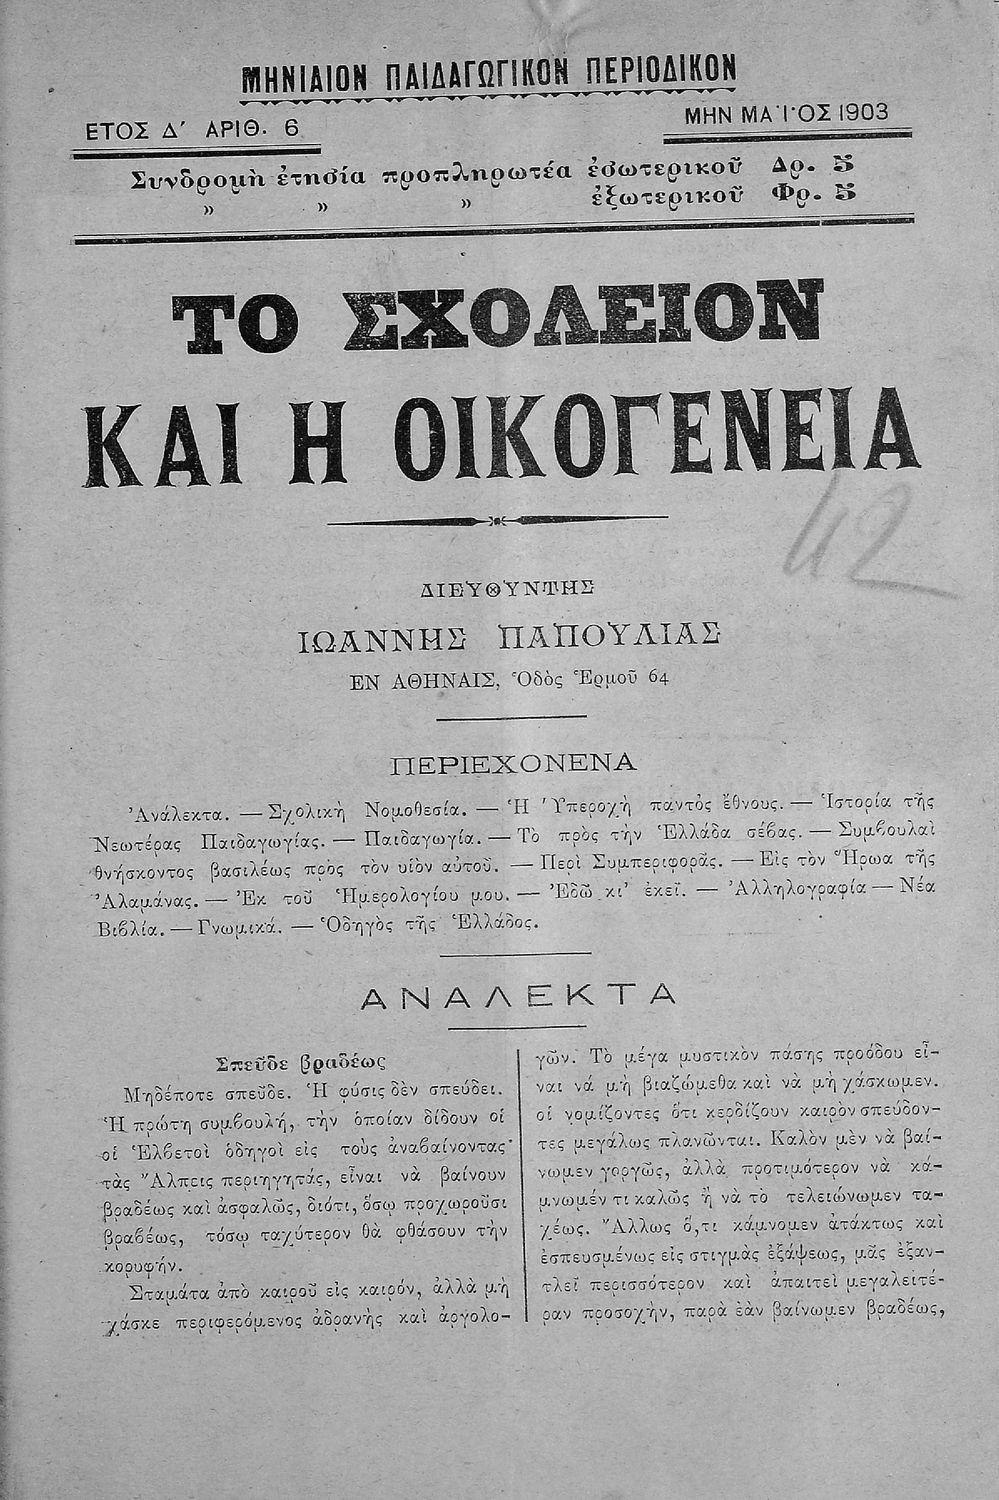 ΜΗΝΙΑΙΟΝ ΠΑΙΔΑΓΩΓΙΚΟΝ ΠΕΡΙΟΔΙΚΟΝ
ΕΤΟΣ Δ΄ ΑΡΙΘ. 6
ΜΗΝ ΜΑΪΟΣ 1903
Συνδρομὴ ἐτησία προπληρωτέα ἐσωτερικοῦ Δρ. 5
» » » ἐξωτερικοῦ Φρ. 5
ΤΟ ΣΧΟΛΕΙΟΝ
ΚΑΙ Η ΟΙΚΟΓΕΝΕΙΑ
42
ΔΙΕΥΘΥΝΤΗΣ
ΙΩΑΝΝΗΣ ΠΑΠΟΥΛΙΑΣ
ΕΝ ΑΘΗΝΑΙΣ, Ὁδὸς Ἑρμοῦ 64
ΠΕΡΙΕΧΟΝΕΝΑ
Ἀνάλεκτα. — Σχολικὴ Νομοθεσία. — Ἡ Ὑπεροχὴ παντὸς ἔθνους. — Ἱστορία τῆς
Νεωτέρας Παιδαγωγίας. — Παιδαγωγία. — Τὸ πρὸς τὴν Ἑλλάδα σέβας. — Συμβουλαὶ
θνήσκοντος βασιλέως πρὸς τὸν υἱὸν αὐτοῦ. — Περὶ Συμπεριφορᾶς. — Εἰς τὸν Ἥρωα τῆς
Ἀλαμάνας. — Ἐκ τοῦ Ἡμερολογίου μου. — Ἐδῶ κι' ἐκεῖ. — Ἀλληλογραφία — Νέα
Βιβλία. — Γνωμικά. — Ὁδηγὸς τῆς Ἑλλάδος.
ΑΝΑΛΕΚΤΑ
Σπεῦδε βραδέως
Μηδέποτε σπεῦδε. Ἡ φύσις δὲν σπεύδει.
Ἡ πρώτη συμβουλή, τὴν ὁποίαν δίδουν οἱ
οἱ Ἑλβετοὶ ὁδηγοὶ εἰς τοὺς ἀναβαίνοντας
τὰς Ἄλπεις περιηγητάς, εἶναι νὰ βαίνουν
βραδέως καὶ ἀσφαλῶς, διότι, ὅσῳ προχωροῦσι
βραδέως, τόσῳ ταχύτερον θὰ φθάσουν τὴν
κορυφήν.
Σταμάτα ἀπὸ καιροῦ εἰς καιρόν, ἀλλὰ μὴ
χάσκε περιφερόμενος ἀδρανὴς καὶ ἀργολο-
γῶν. Τὸ μέγα μυστικὸν πάσης προόδου εἶ-
ναι νά μὴ βιαζώμεθα καὶ νὰ μὴ χάσκωμεν.
οἱ νομίζοντες ὅτι κερδίζουν καιρὸν σπεύδον-
τες μεγάλως πλανῶνται. Καλὸν μὲν νὰ βαί-
νωμεν γοργῶς, ἀλλὰ προτιμότερον νὰ κά-
μνωμέν τι καλῶς ἢ νὰ τὸ τελειώνωμεν τα-
χέως. Ἄλλως ὅ,τι κάμνομεν ἀτάκτως καὶ
ἐσπευσμένως εἰς στιγμὰς ἐξάψεως, μᾶς ἐξαν-
τλεῖ περισσότερον καὶ ἀπαιτεῖ μεγαλειτέ-
ραν προσοχὴν, παρὰ ἐὰν βαίνωμεν βραδέως,